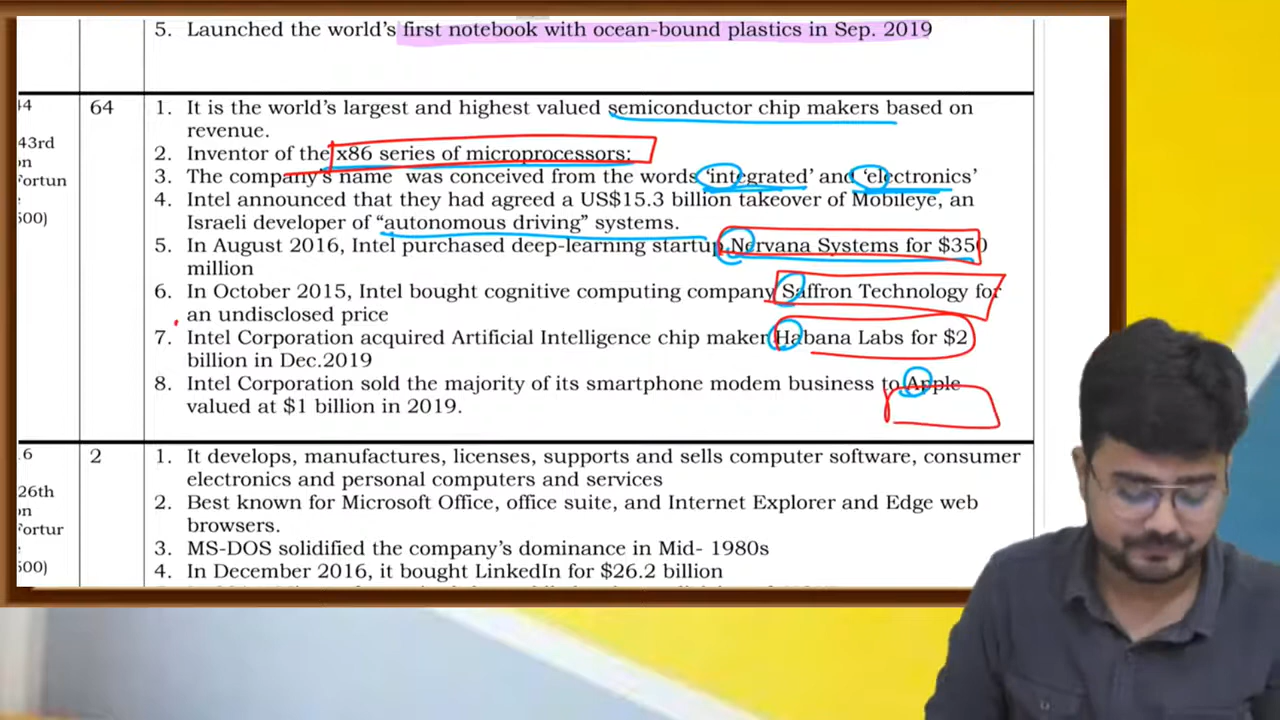 5. Launched the world's first notebook with ocean-bound plastics in Sep. 2019
64
1. It is the world's largest and highest valued semiconductor chip makers based on
revenue.
43rd
2. Inventor of the x86 series of microprocessors:
3. The company's name was conceived from the words 'integrated' and 'electronics'
Fortun
4. Intel announced that they had agreed a US$15.3 billion takeover of Mobileye, an
Israeli developer of "autonomous driving" systems.
500)
5. In August 2016, Intel purchased deep-learning startup Nervana Systems for $350
million
6. In October 2015, Intel bought cognitive computing company Saffron Technology for
an undisclosed price
7. Intel Corporation acquired Artificial Intelligence chip maker Habana Labs for $2
billion in Dec.2019
8. Intel Corporation sold the majority of its smartphone modem business to Apple
valued at $1 billion in 2019.
6
2
1. It develops, manufactures, licenses, supports and sells computer software, consumer
electronics and personal computers and services
26th
2. Best known for Microsoft Office, office suite, and Internet Explorer and Edge web
browsers.
Fortur
3. MS-DOS solidified the company's dominance in Mid- 1980s
500)
4. In December 2016, it bought LinkedIn for $26.2 billion